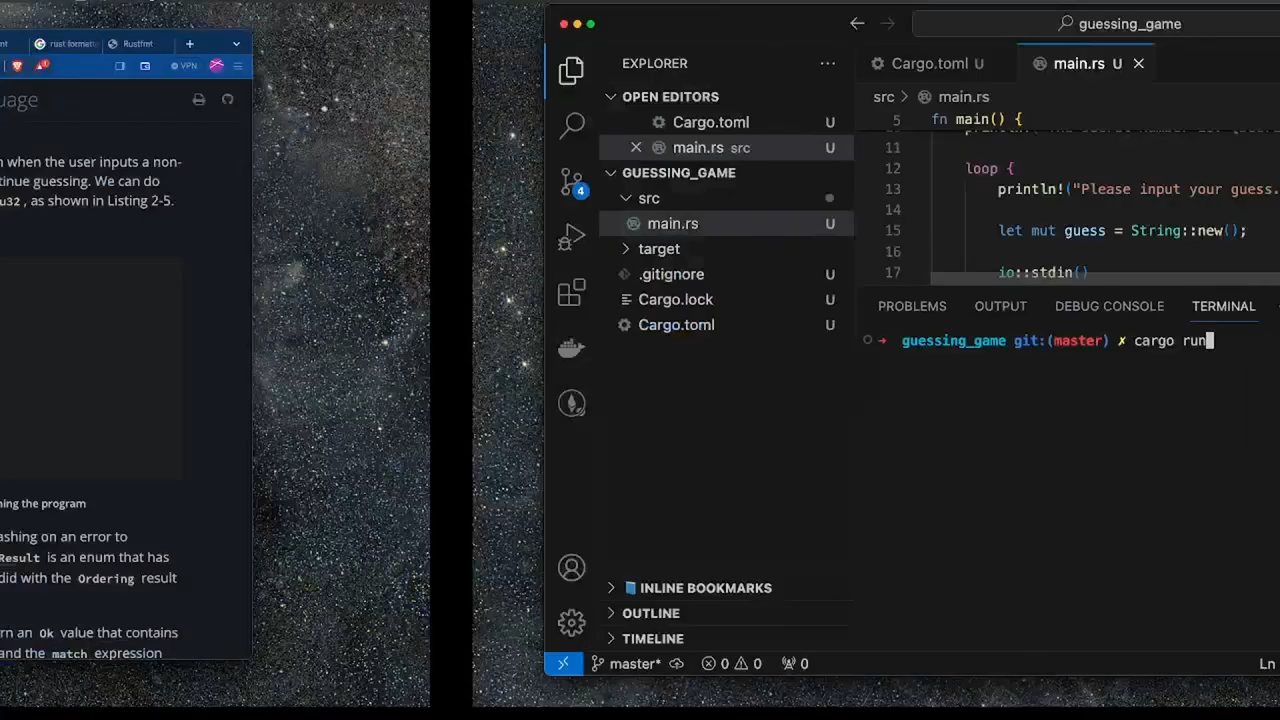 nt
rust formatt
Rustfmt
VPN
uage
n when the user inputs a non-
tinue guessing. We can do
u32, as shown in Listing 2-5.
ning the program
ashing on an error to
Result is an enum that has
did with the Ordering result
urn an Ok value that contains
and the match expression
guessing_game
EXPLORER
OPEN EDITORS
Cargo.toml U
main.rs src U
GUESSING_GAME
src
main.rs U
target
.gitignore U
Cargo.lock U
Cargo.toml U
INLINE BOOKMARKS
OUTLINE
TIMELINE
Cargo.toml U
main.rs U
src > main.rs
5 fn main() {
11
12 loop {
13 println!("Please input your guess.
14
15 let mut guess = String::new();
16
17 io::stdin()
PROBLEMS OUTPUT DEBUG CONSOLE TERMINAL
→ guessing_game git:(master) ✗ cargo run
4
master* 0 0 0
Ln